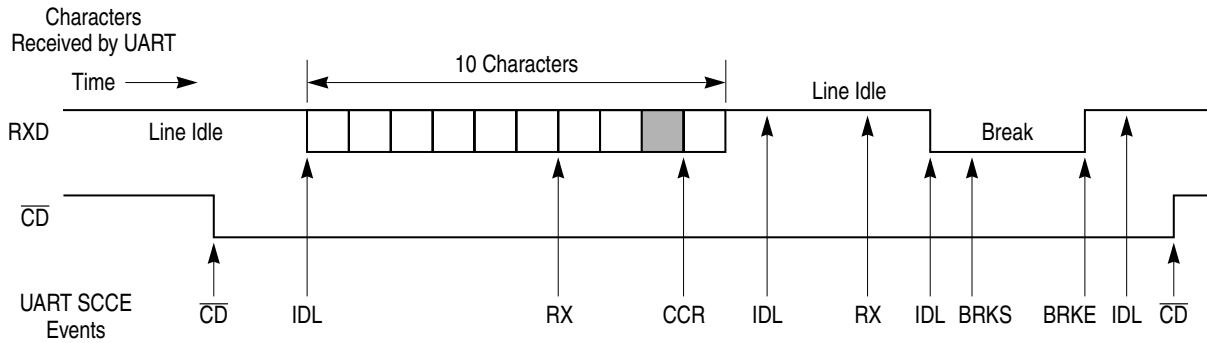 Characters
Received by UART
Time
10 Characters
Line Idle
RXD
Line Idle
Break
CD
UART SCCE
Events
CD
IDL
RX
CCR
IDL
RX
IDL
BRKS
BRKE
IDL
CD